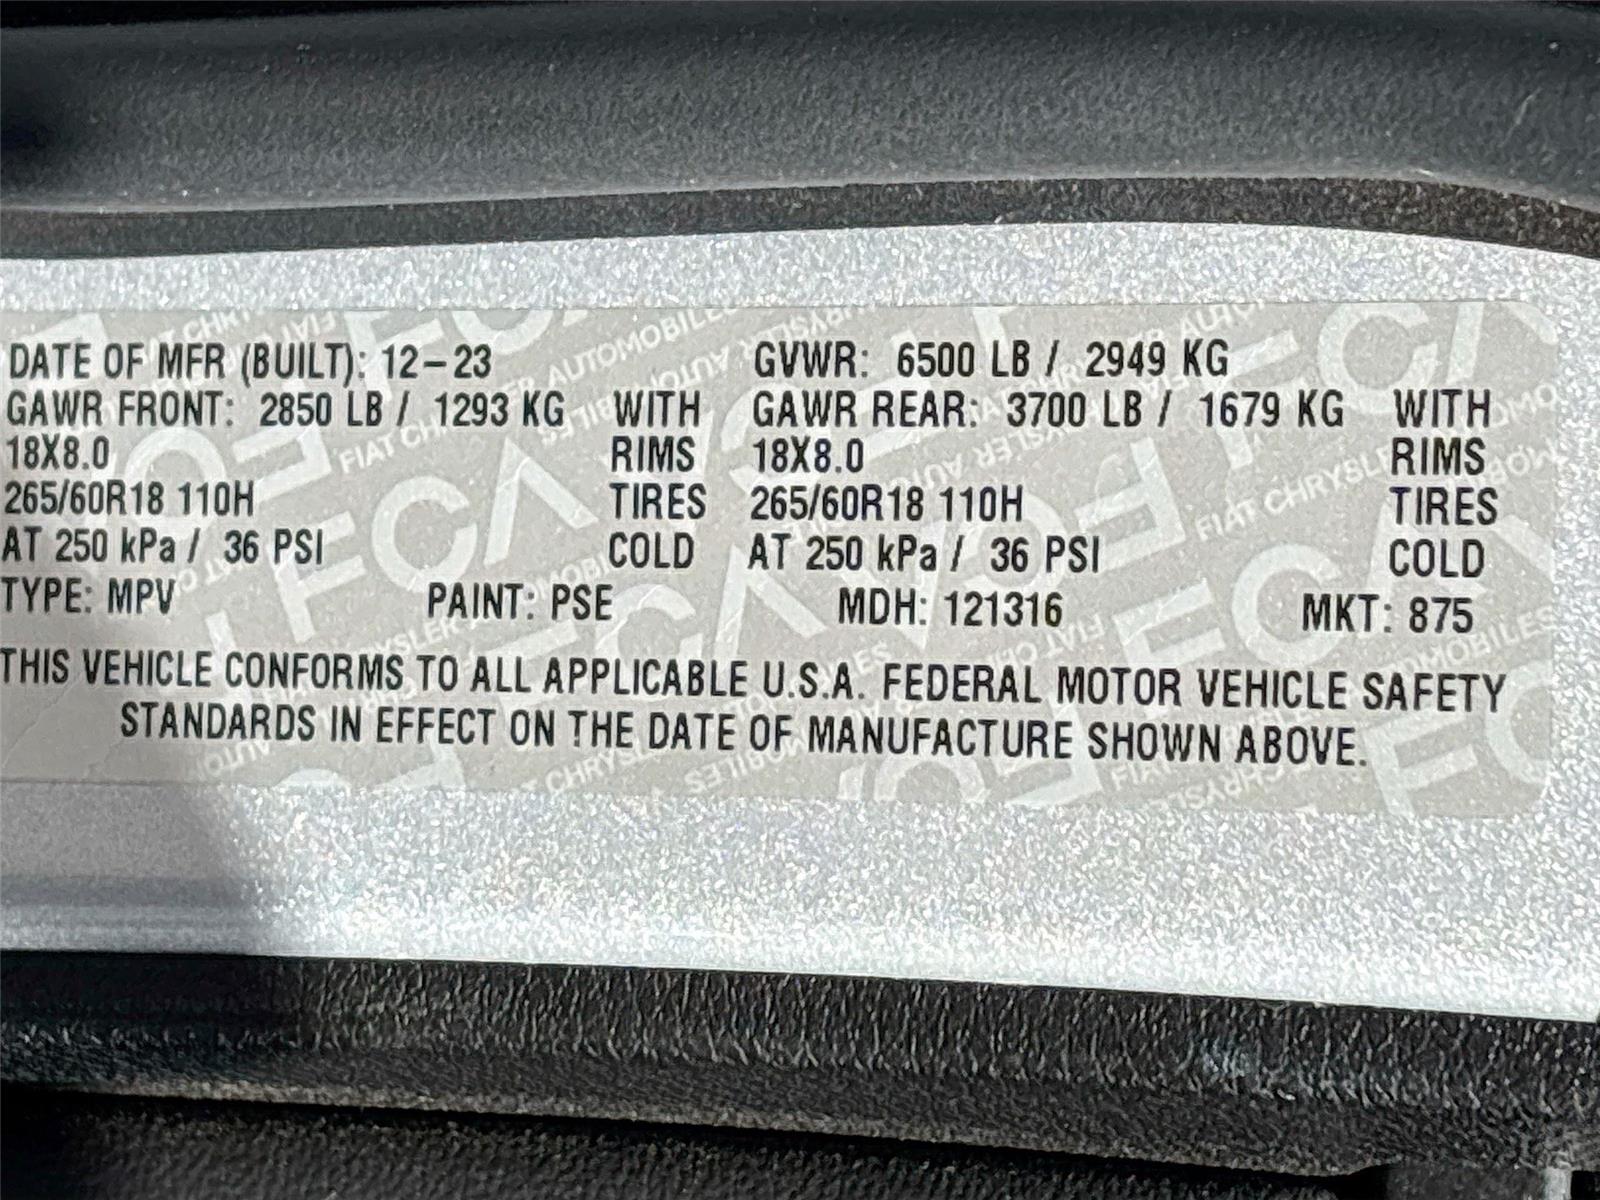 DATE OF MFR (BUILT): 12-23 GVWR: 6500 LB / 2949 KG
GAWR FRONT: 2850 LB / 1293 KG WITH GAWR REAR: 3700 LB / 1679 KG WITH
18X8.0 RIMS 18X8.0 RIMS
265/60R18 110H TIRES 265/60R18 110H TIRES
AT 250 kPa / 36 PSI COLD AT 250 kPa / 36 PSI COLD
TYPE: MPV PAINT: PSE MDH: 121316 MKT: 875
THIS VEHICLE CONFORMS TO ALL APPLICABLE U.S.A. FEDERAL MOTOR VEHICLE SAFETY
STANDARDS IN EFFECT ON THE DATE OF MANUFACTURE SHOWN ABOVE.